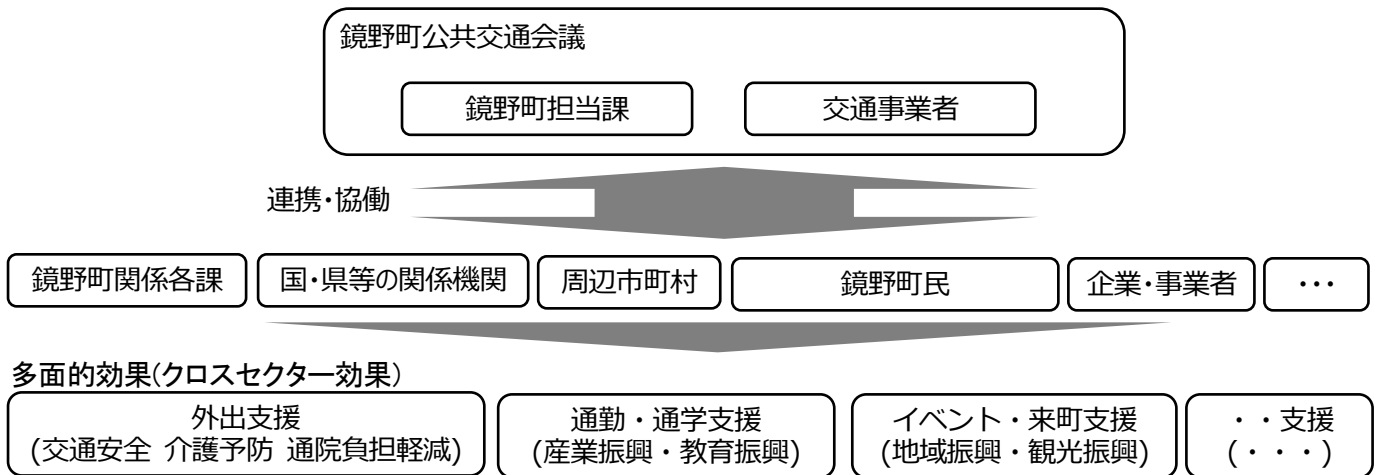 鏡野町公共交通会議
鏡野町担当課
交通事業者
連携・協働
鏡野町関係各課
国・県等の関係機関
周辺市町村
鏡野町民
企業・事業者
・・・
多面的効果(クロスセクター効果)
外出支援
(交通安全 介護予防 通院負担軽減)
通勤・通学支援
(産業振興・教育振興)
イベント・来町支援
(地域振興・観光振興)
・・支援
(・・・)